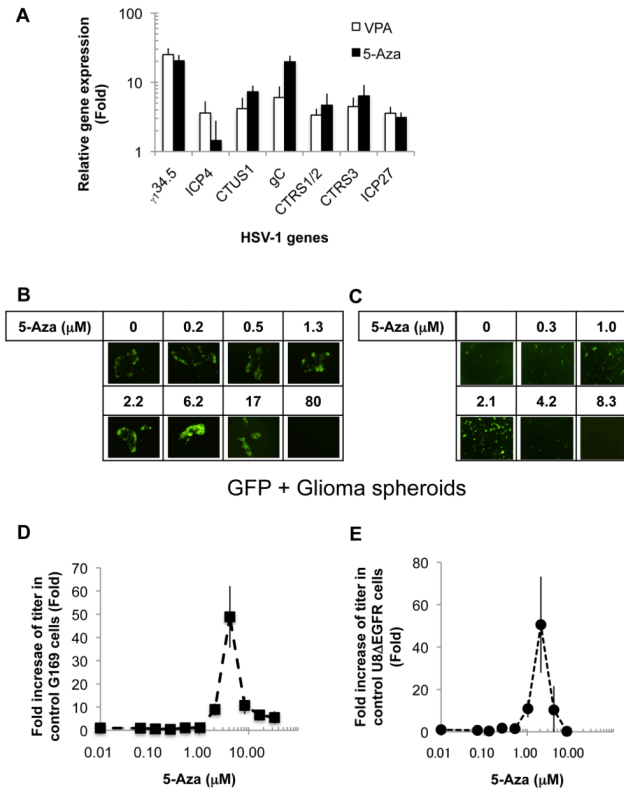 A
Relative gene expression
(Fold)
100
10
1
VPA
5-Aza
γ134.5
ICP4
CTUS1
gC
CTRS1/2
CTRS3
ICP27
HSV-1 genes
B
5-Aza (μM) 0 0.2 0.5 1.3
2.2 6.2 17 80
C
5-Aza (μM) 0 0.3 1.0
2.1 4.2 8.3
GFP + Glioma spheroids
D
Fold incresae of titer in
control G169 cells (Fold)
70
60
50
40
30
20
10
0
0.01 0.10 1.00 10.00
5-Aza (μM)
E
Fold increase of titer in
control U8ΔEGFR cells
(Fold)
80
60
40
20
0
0.01 0.10 1.00 10.00
5-Aza (μM)